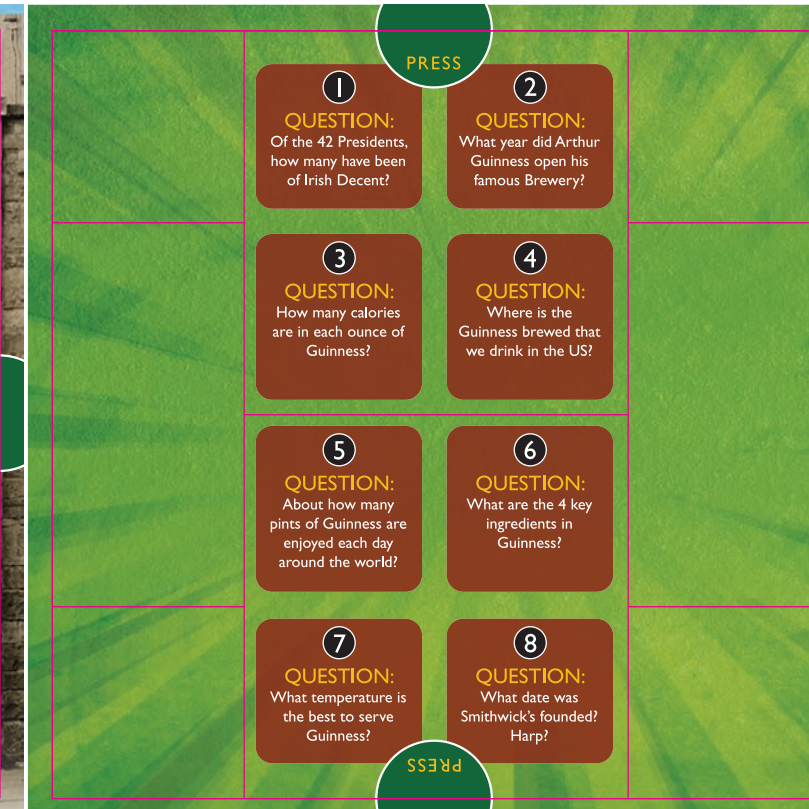 PRESS
1
QUESTION:
Of the 42 Presidents,
how many have been
of Irish Decent?
2
QUESTION:
What year did Arthur
Guinness open his
famous Brewery?
3
QUESTION:
How many calories
are in each ounce of
Guinness?
4
QUESTION:
Where is the
Guinness brewed that
we drink in the US?
5
QUESTION:
About how many
pints of Guinness are
enjoyed each day
around the world?
6
QUESTION:
What are the 4 key
ingredients in
Guinness?
7
QUESTION:
What temperature is
the best to serve
Guinness?
8
QUESTION:
What date was
Smithwick's founded?
Harp?
PRESS